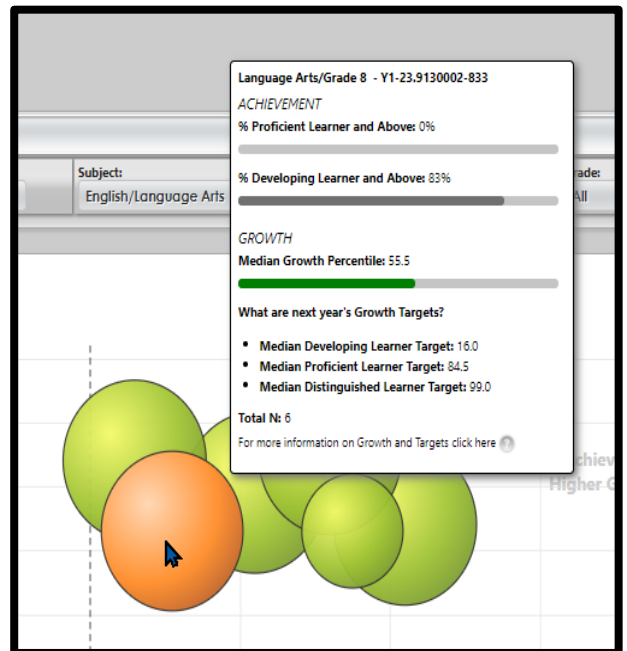 Language Arts/Grade 8 - Y1-23.9130002-833
ACHIEVEMENT
% Proficient Learner and Above: 0%
% Developing Learner and Above: 83%
GROWTH
Median Growth Percentile: 55.5
What are next year's Growth Targets?
• Median Developing Learner Target: 16.0
• Median Proficient Learner Target: 84.5
• Median Distinguished Learner Target: 99.0
Total N: 6
For more information on Growth and Targets click here ?
Subject:
English/Language Arts
rade:
All
chiev
Higher G